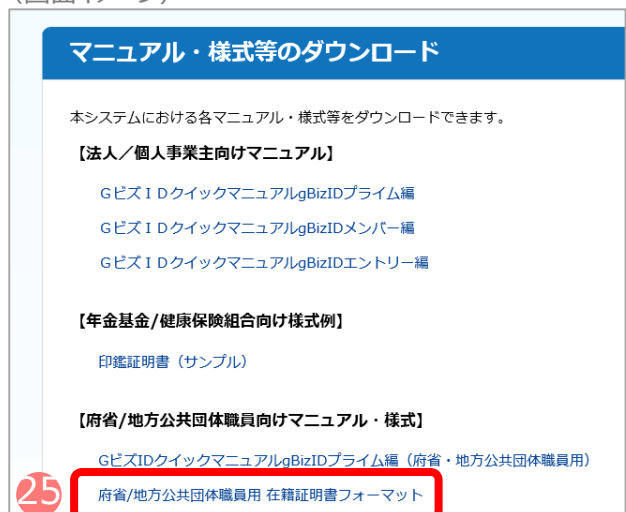 （画面イメージ）
マニュアル・様式等のダウンロード
本システムにおける各マニュアル・様式等をダウンロードできます。
【法人／個人事業主向けマニュアル】
GビズＩＤクイックマニュアルgBizIDプライム編
GビズＩＤクイックマニュアルgBizIDメンバー編
GビズＩＤクイックマニュアルgBizIDエントリー編
【年金基金/健康保険組合向け様式例】
印鑑証明書（サンプル）
【府省/地方公共団体職員向けマニュアル・様式】
GビズIDクイックマニュアルgBizIDプライム編（府省・地方公共団体職員用）
25
府省/地方公共団体職員用 在籍証明書フォーマット